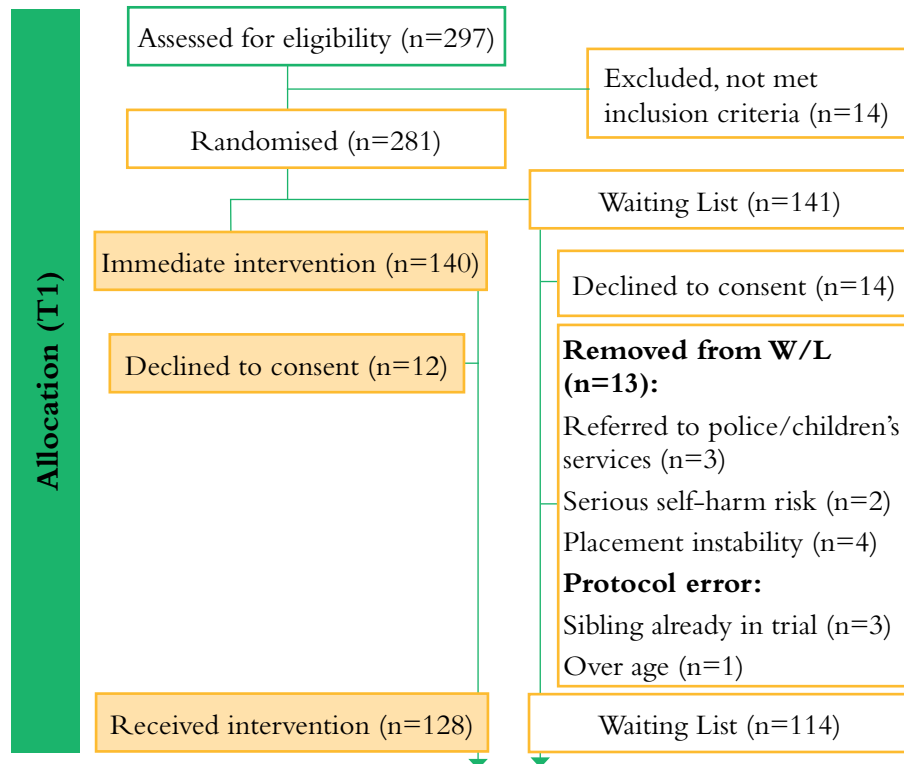 Allocation (T1)
Assessed for eligibility (n=297)
Excluded, not met
inclusion criteria (n=14)
Randomised (n=281)
Waiting List (n=141)
Immediate intervention (n=140)
Declined to consent (n=14)
Declined to consent (n=12)
Removed from W/L
(n=13):
Referred to police/children’s
services (n=3)
Serious self-harm risk (n=2)
Placement instability (n=4)
Protocol error:
Sibling already in trial (n=3)
Over age (n=1)
Received intervention (n=128)
Waiting List (n=114)